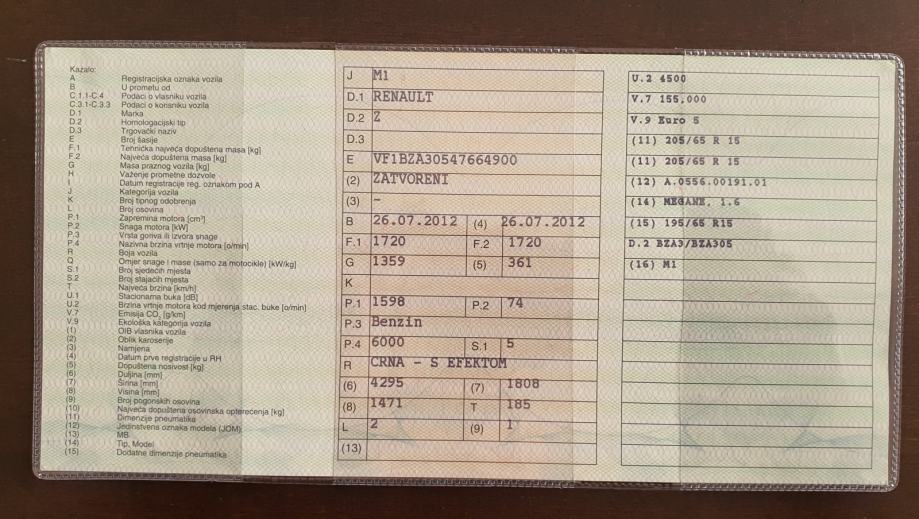 Kazalo:
A Registracijska oznaka vozila
B U prometu od
C.1.1-C.4 Podaci o vlasniku vozila
C.3.1-C.3.3 Podaci o korisniku vozila
D.1 Marka
D.2 Homologacijski tip
D.3 Trgovački naziv
E Broj šasije
F.1 Tehnička najveća dopuštena masa [kg]
F.2 Najveća dopuštena masa [kg]
G Masa praznog vozila [kg]
H Važenje prometne dozvole
I Datum registracije reg. oznakom pod A
J Kategorija vozila
K Broj tipnog odobrenja
L Broj osovina
P.1 Zapremina motora [cm³]
P.2 Snaga motora [kW]
P.3 Vrsta goriva ili izvora snage
P.4 Nazivna brzina vrtnje motora [o/min]
R Boja vozila
Q Omjer snage i mase (samo za motocikle) [kW/kg]
S.1 Broj sjedećih mjesta
S.2 Broj stajaćih mjesta
T Najveća brzina [km/h]
U.1 Stacionarna buka [dB]
U.2 Brzina vrtnje motora kod mjerenja stac. buke [o/min]
V.7 Emisija CO₂ [g/km]
V.9 Ekološka kategorija vozila
(1) OIB vlasnika vozila
(2) Oblik karoserije
(3) Namjena
(4) Datum prve registracije u RH
(5) Dopuštena nosivost [kg]
(6) Duljina [mm]
(7) Širina [mm]
(8) Visina [mm]
(9) Broj pogonskih osovina
(10) Najveća dopuštena osovinska opterećenja [kg]
(11) Dimenzije pneumatika
(12) Jedinstvena oznaka modela (JOM)
(13) MB
(14) Tip, Model
(15) Dodatne dimenzije pneumatika
J M1
D.1 RENAULT
D.2 Z
D.3
E VF1BZA30547664900
(2) ZATVORENI
(3) -
B 26.07.2012 (4) 26.07.2012
F.1 1720 F.2 1720
G 1359 (5) 361
K
P.1 1598 P.2 74
P.3 Benzin
P.4 6000 S.1 5
R CRNA - S EFEKTOM
(6) 4295 (7) 1808
(8) 1471 T 185
L 2 (9) 1
(13)
U.2 4500
V.7 155,000
V.9 Euro 5
(11) 205/65 R 15
(11) 205/65 R 15
(12) A.0556.00191.01
(14) MEGANE, 1.6
(15) 195/65 R15
D.2 BZA3/BZA305
(16) M1